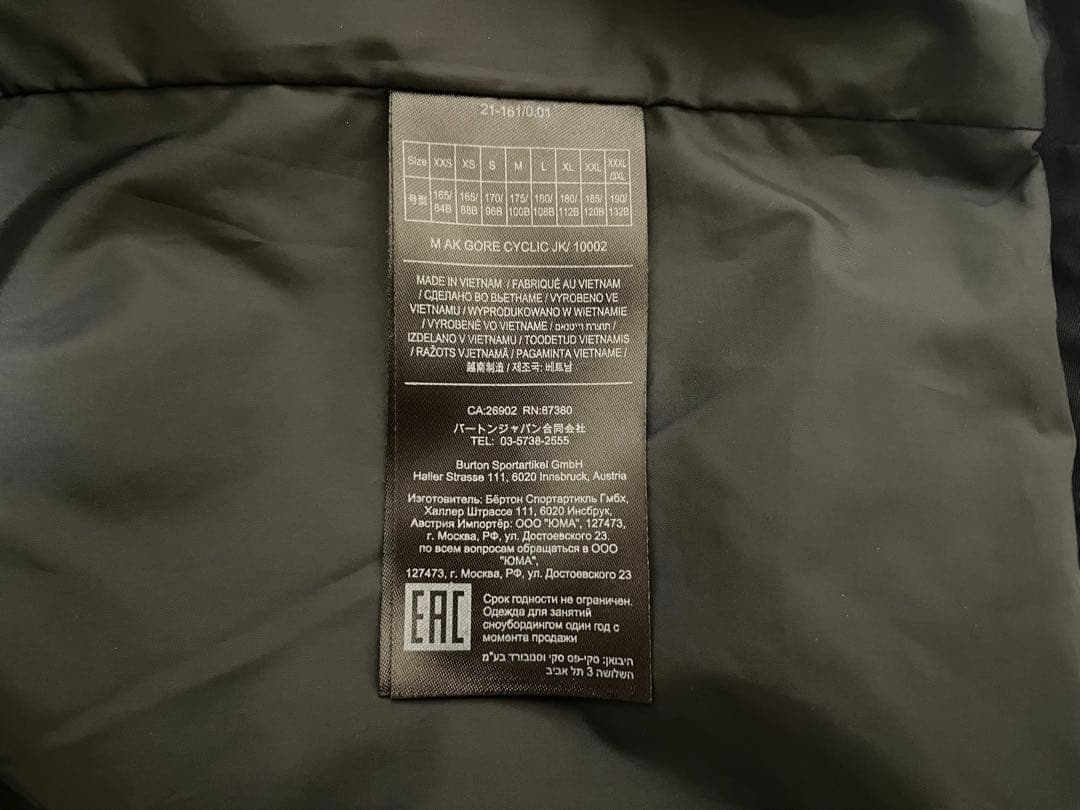 21-161/0.01
Size XXS XS S M L XL XXL XXXL/3XL
号型 165/84B 165/88B 170/96B 175/100B 180/108B 180/112B 185/120B 190/132B
M AK GORE CYCLIC JK/ 10002
MADE IN VIETNAM / FABRIQUÉ AU VIETNAM
/ СДЕЛАНО ВО ВЬЕТНАМЕ / VYROBENO VE
VIETNAMU / WYPRODUKOWANO W WIETNAMIE
/ VYROBENÉ VO VIETNAME / תוצרת וייטנאם/
IZDELANO V VIETNAMU / TOODETUD VIETNAMIS
/ RAŽOTS VJETNAMĀ / PAGAMINTA VIETNAME /
越南制造 / 제조국: 베트남
CA:26902 RN:87380
バートンジャパン合同会社
TEL: 03-5738-2555
Burton Sportartikel GmbH
Haller Strasse 111, 6020 Innsbruck, Austria
Изготовитель: Бёртон Спортартикль Гмбх,
Халлер Штрассе 111, 6020 Инсбрук,
Австрия Импортёр: ООО "ЮМА", 127473,
г. Москва, РФ, ул. Достоевского 23.
по всем вопросам обращаться в ООО
"ЮМА",
127473, г. Москва, РФ, ул. Достоевского 23
EAC
Срок годности не ограничен.
Одежда для занятий
сноубордингом один год с
момента продажи
היבואן: סקי-פס סקי וסנובורד בע"מ
השלושה 3 תל אביב